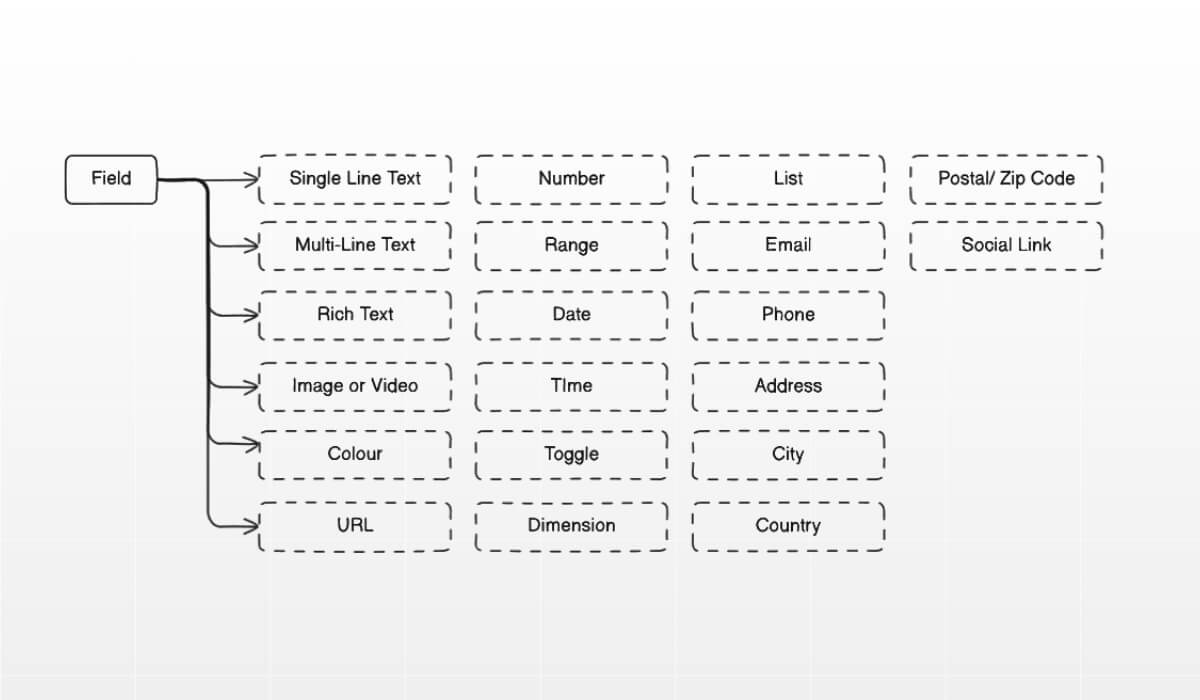 Field
Single Line Text
Number
List
Postal/ Zip Code
Multi-Line Text
Range
Email
Social Link
Rich Text
Date
Phone
Image or Video
TIme
Address
Colour
Toggle
City
URL
Dimension
Country